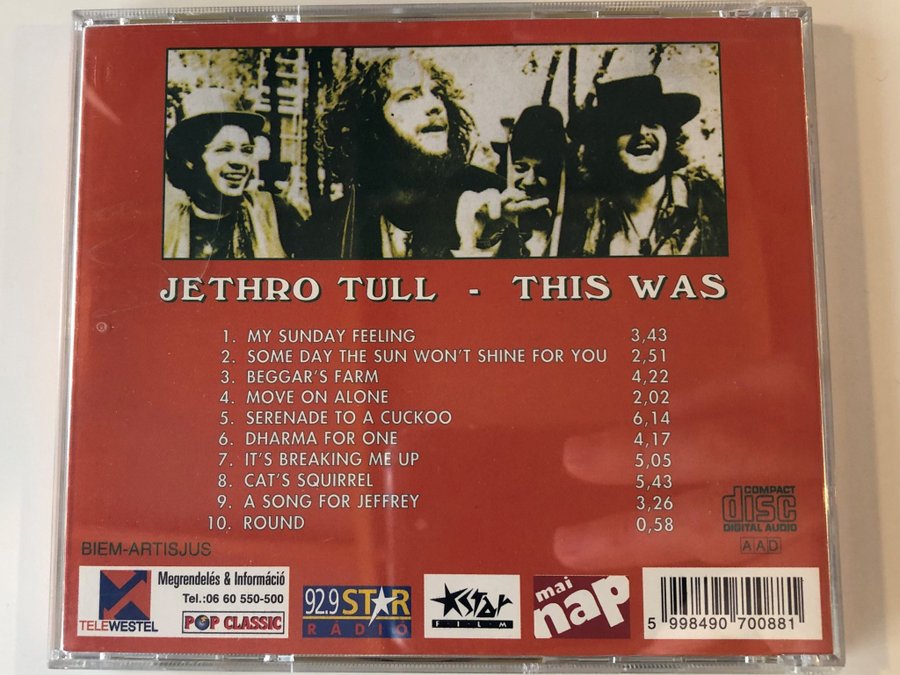 JETHRO TULL - THIS WAS
1. MY SUNDAY FEELING 3,43
2. SOME DAY THE SUN WON'T SHINE FOR YOU 2,51
3. BEGGAR'S FARM 4,22
4. MOVE ON ALONE 2,02
5. SERENADE TO A CUCKOO 6,14
6. DHARMA FOR ONE 4,17
7. IT'S BREAKING ME UP 5,05
8. CAT'S SQUIRREL 5,43
9. A SONG FOR JEFFREY 3,26
10. ROUND 0,58
COMPACT
disc
DIGITAL AUDIO
AAD
BIEM-ARTISJUS
TELEWESTEL
Megrendelés & Információ
Tel.:06 60 550-500
POP CLASSIC
92.9 STAR
RÁDIÓ
Star
FILM
mai
nap
5 998490 700881